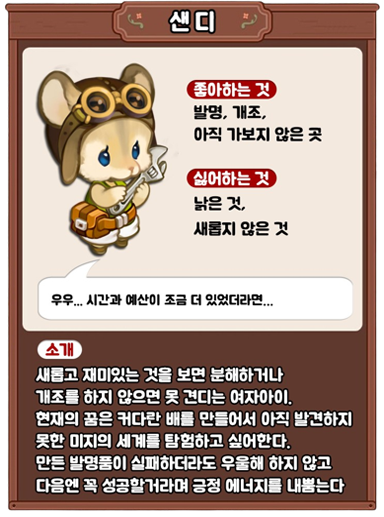 샌디
좋아하는 것
발명, 개조,
아직 가보지 않은 곳
싫어하는 것
낡은 것,
새롭지 않은 것
우우... 시간과 예산이 조금 더 있었더라면...
소개
새롭고 재미있는 것을 보면 분해하거나
개조를 하지 않으면 못 견디는 여자아이.
현재의 꿈은 커다란 배를 만들어서 아직 발견하지
못한 미지의 세계를 탐험하고 싶어한다.
만든 발명품이 실패하더라도 우울해 하지 않고
다음엔 꼭 성공할거라며 긍정 에너지를 내뿜는다